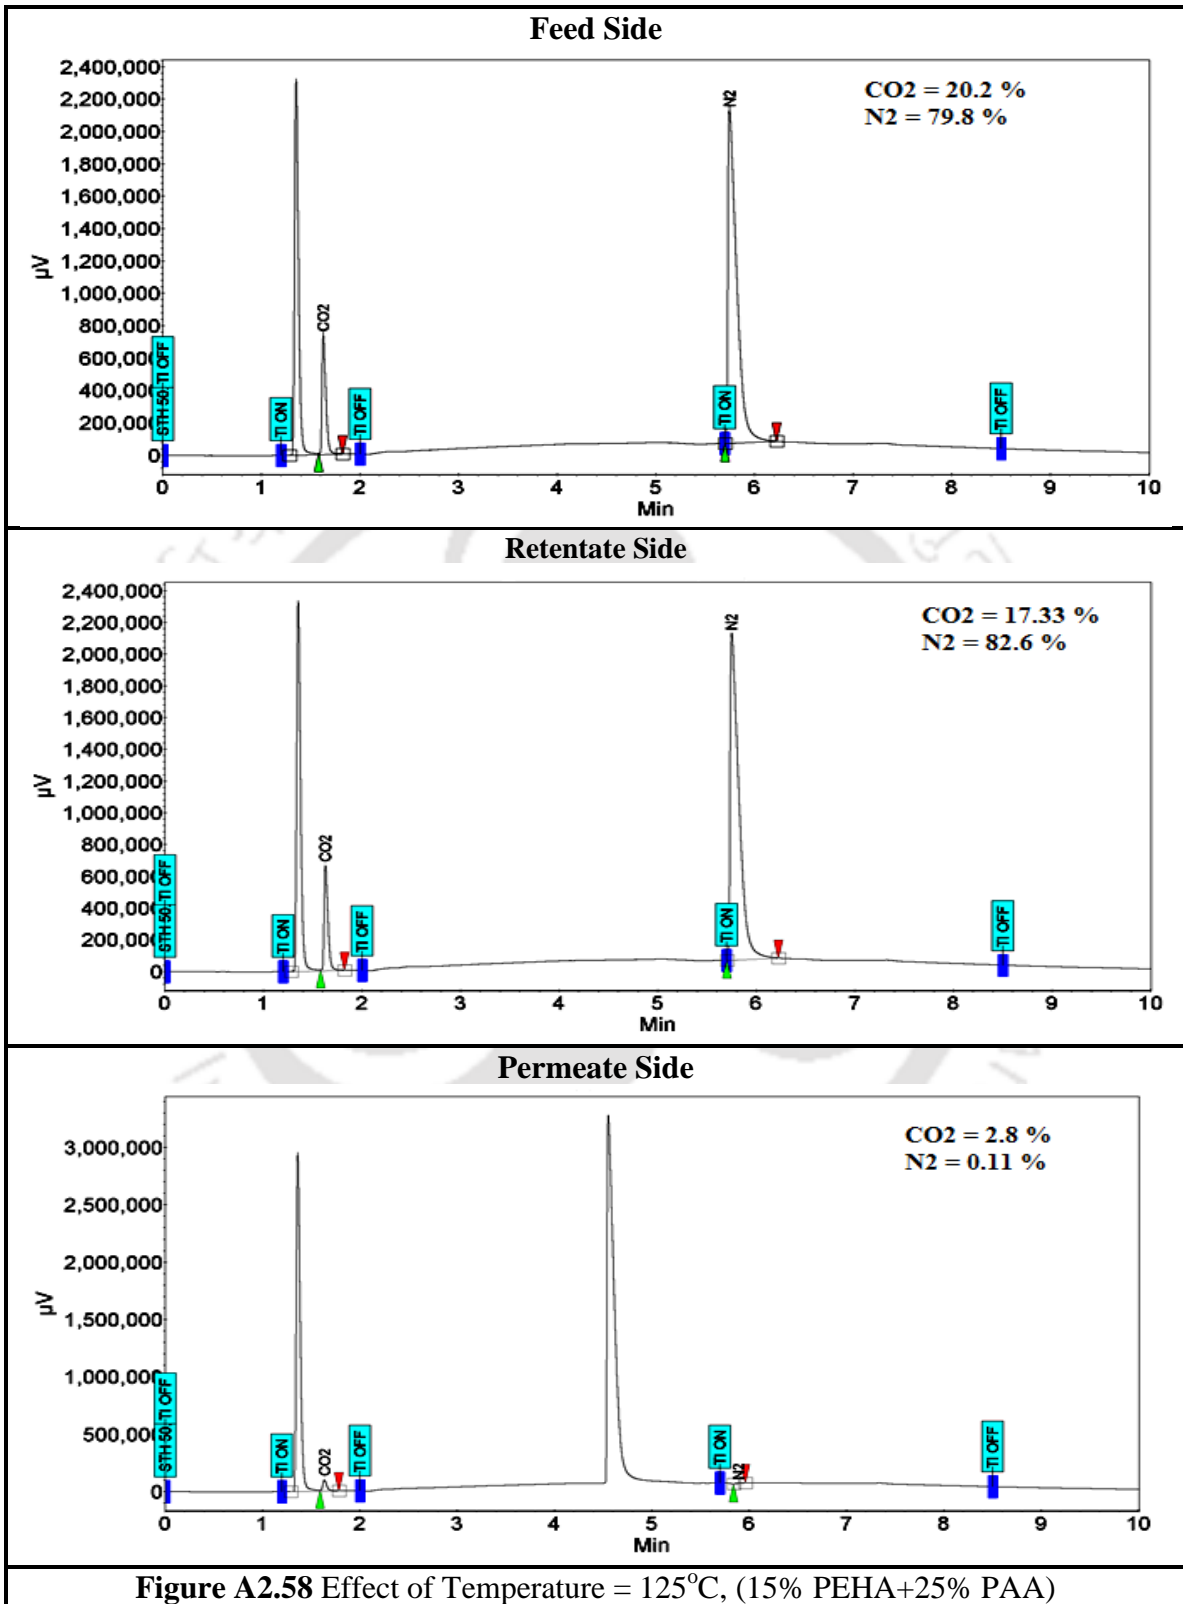 Feed Side
CO2 = 20.2 %
N2 = 79.8 %
2,400,000
2,200,000
2,000,000
1,800,000
1,600,000
1,400,000
1,200,000
1,000,000
800,000
600,000
400,000
200,000
0
µV
STH 50, TI OFF
TI ON
CO2
TI OFF
N2
TI ON
TI OFF
0 1 2 3 4 5 6 7 8 9 10
Min
Retentate Side
CO2 = 17.33 %
N2 = 82.6 %
2,400,000
2,200,000
2,000,000
1,800,000
1,600,000
1,400,000
1,200,000
1,000,000
800,000
600,000
400,000
200,000
0
µV
STH 50, TI OFF
TI ON
CO2
TI OFF
N2
TI ON
TI OFF
0 1 2 3 4 5 6 7 8 9 10
Min
Permeate Side
CO2 = 2.8 %
N2 = 0.11 %
3,000,000
2,500,000
2,000,000
1,500,000
1,000,000
500,000
0
µV
STH 50, TI OFF
TI ON
CO2
TI OFF
TI ON
N2
TI OFF
0 1 2 3 4 5 6 7 8 9 10
Min
Figure A2.58 Effect of Temperature = 125°C, (15% PEHA+25% PAA)